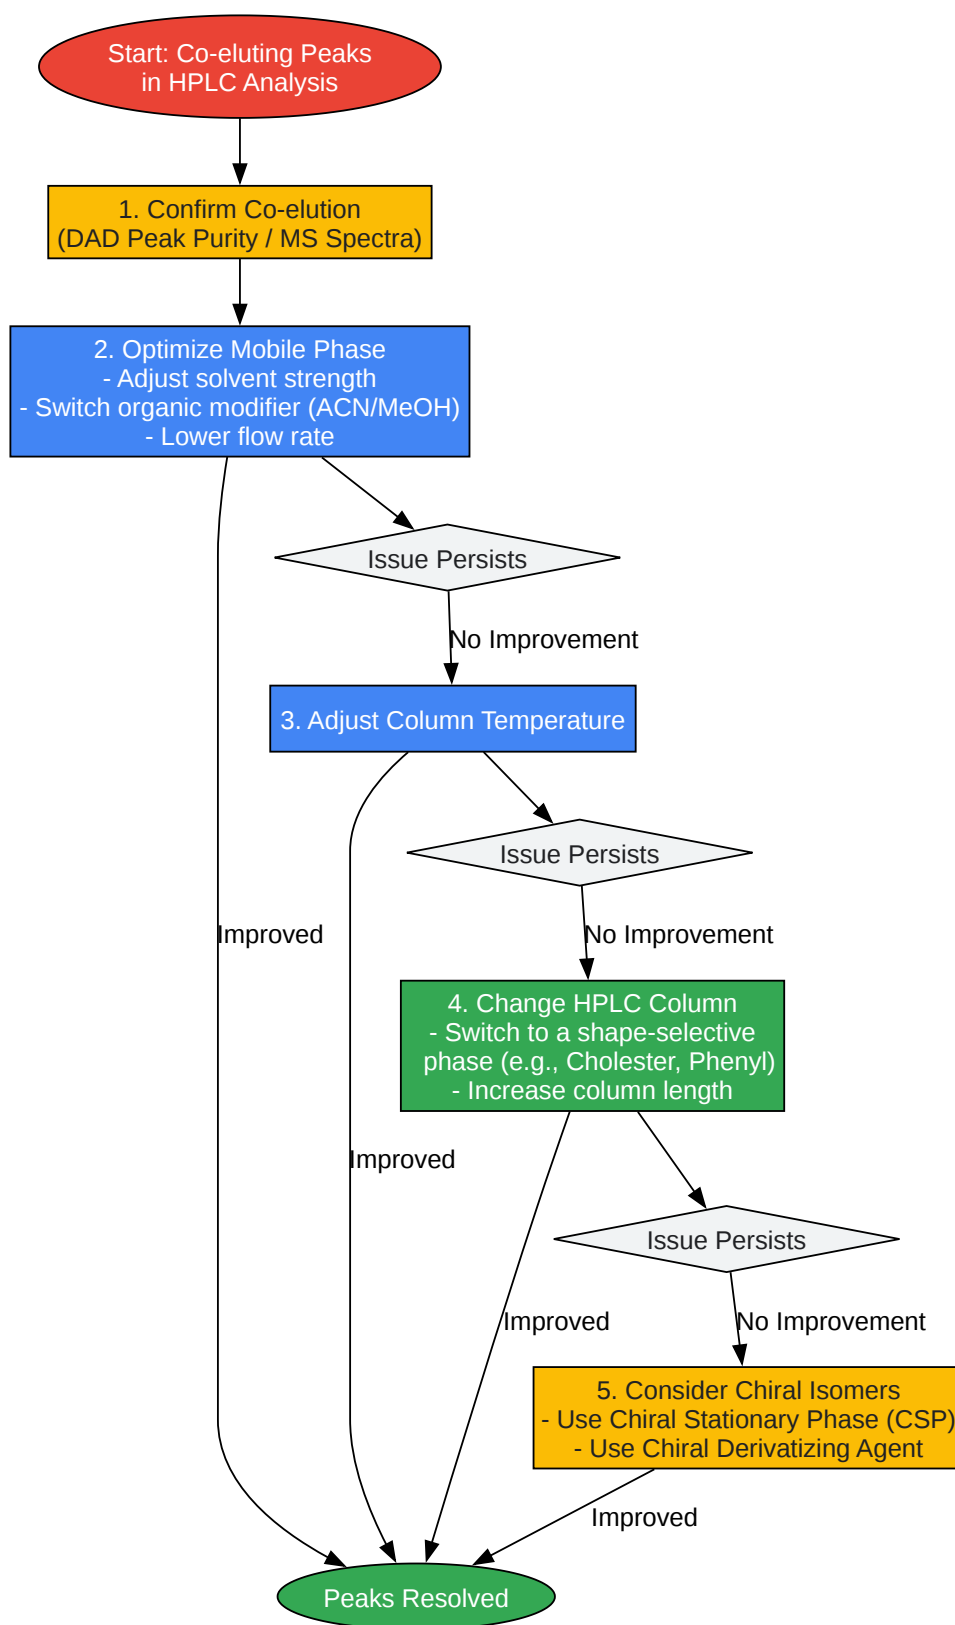 Start: Co-eluting Peaks
in HPLC Analysis
1. Confirm Co-elution
(DAD Peak Purity / MS Spectra)
2. Optimize Mobile Phase
- Adjust solvent strength
- Switch organic modifier (ACN/MeOH)
- Lower flow rate
Issue Persists
No Improvement
3. Adjust Column Temperature
Issue Persists
Improved
No Improvement
4. Change HPLC Column
- Switch to a shape-selective
phase (e.g., Cholester, Phenyl)
- Increase column length
Improved
Issue Persists
Improved
No Improvement
5. Consider Chiral Isomers
- Use Chiral Stationary Phase (CSP)
- Use Chiral Derivatizing Agent
Improved
Peaks Resolved